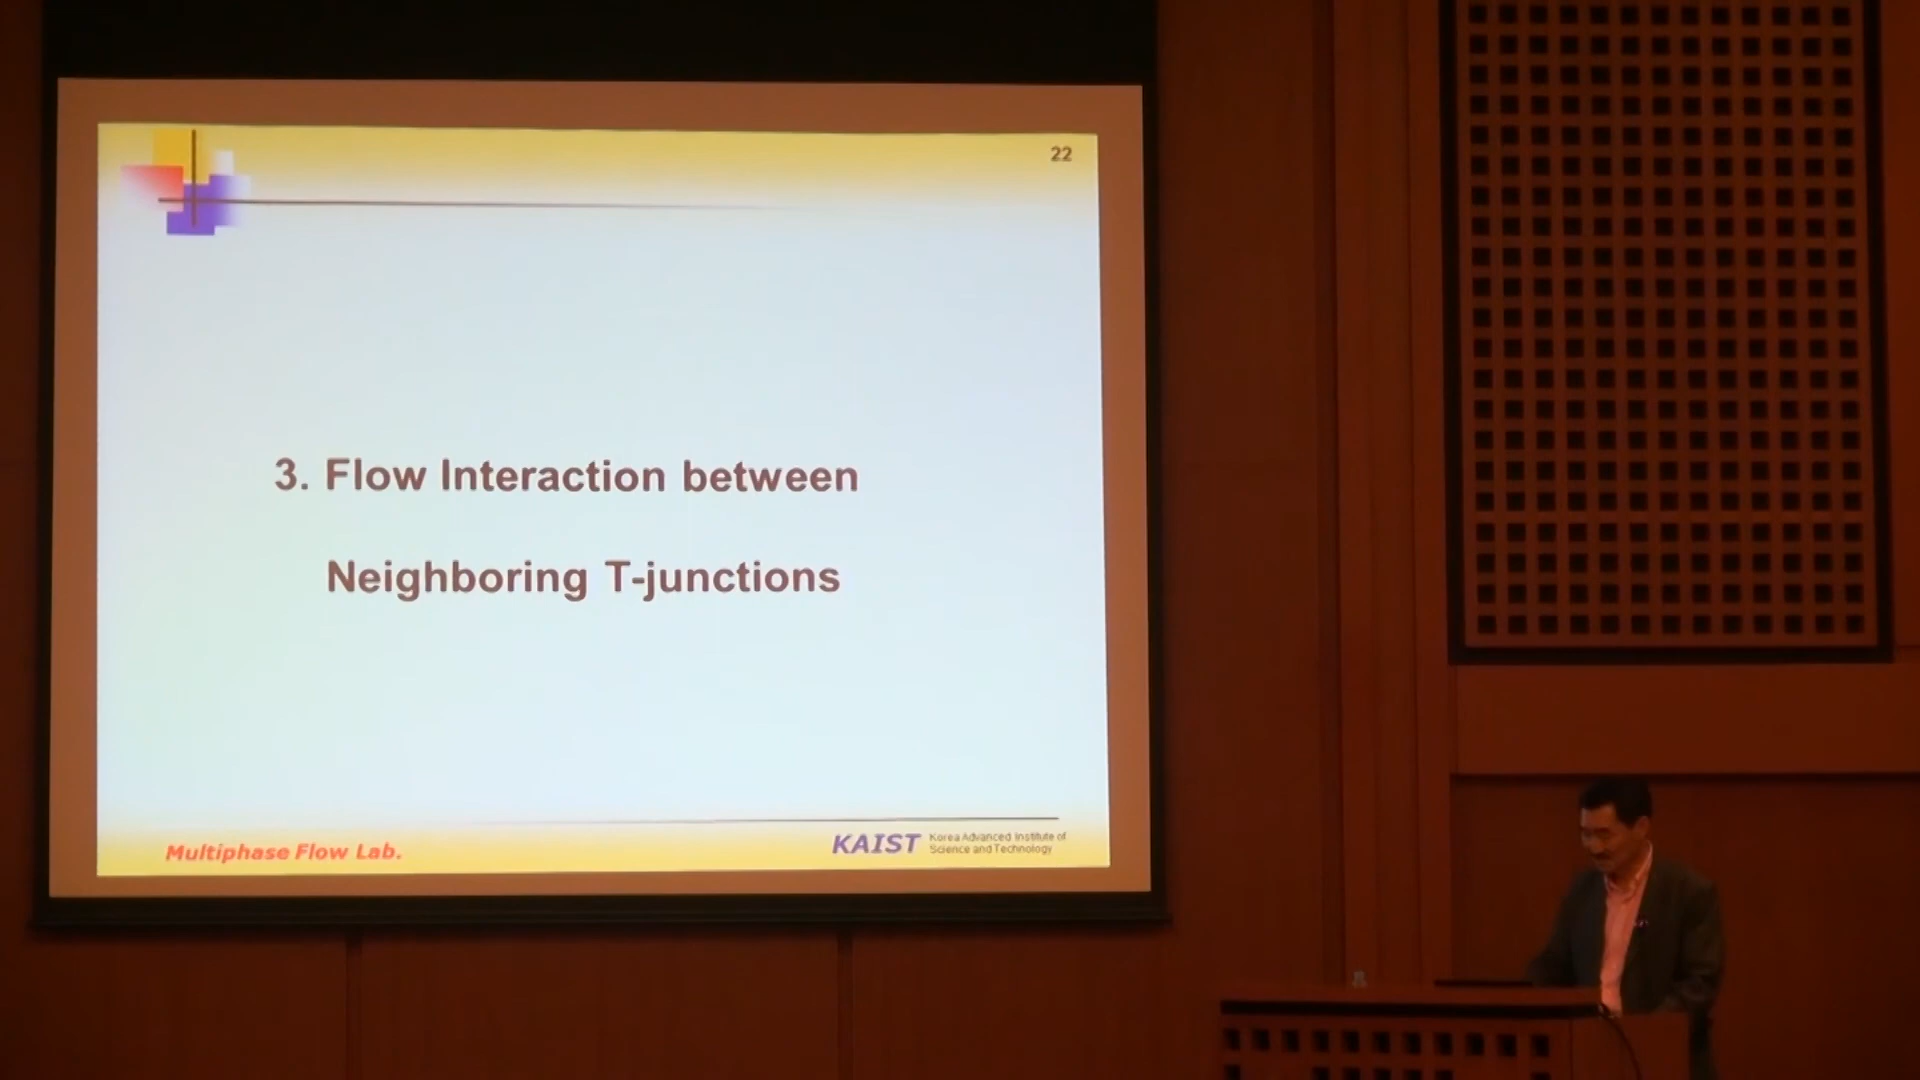 22
3. Flow Interaction between
Neighboring T-junctions
Multiphase Flow Lab.
KAIST
Korea Advanced Institute of
Science and Technology